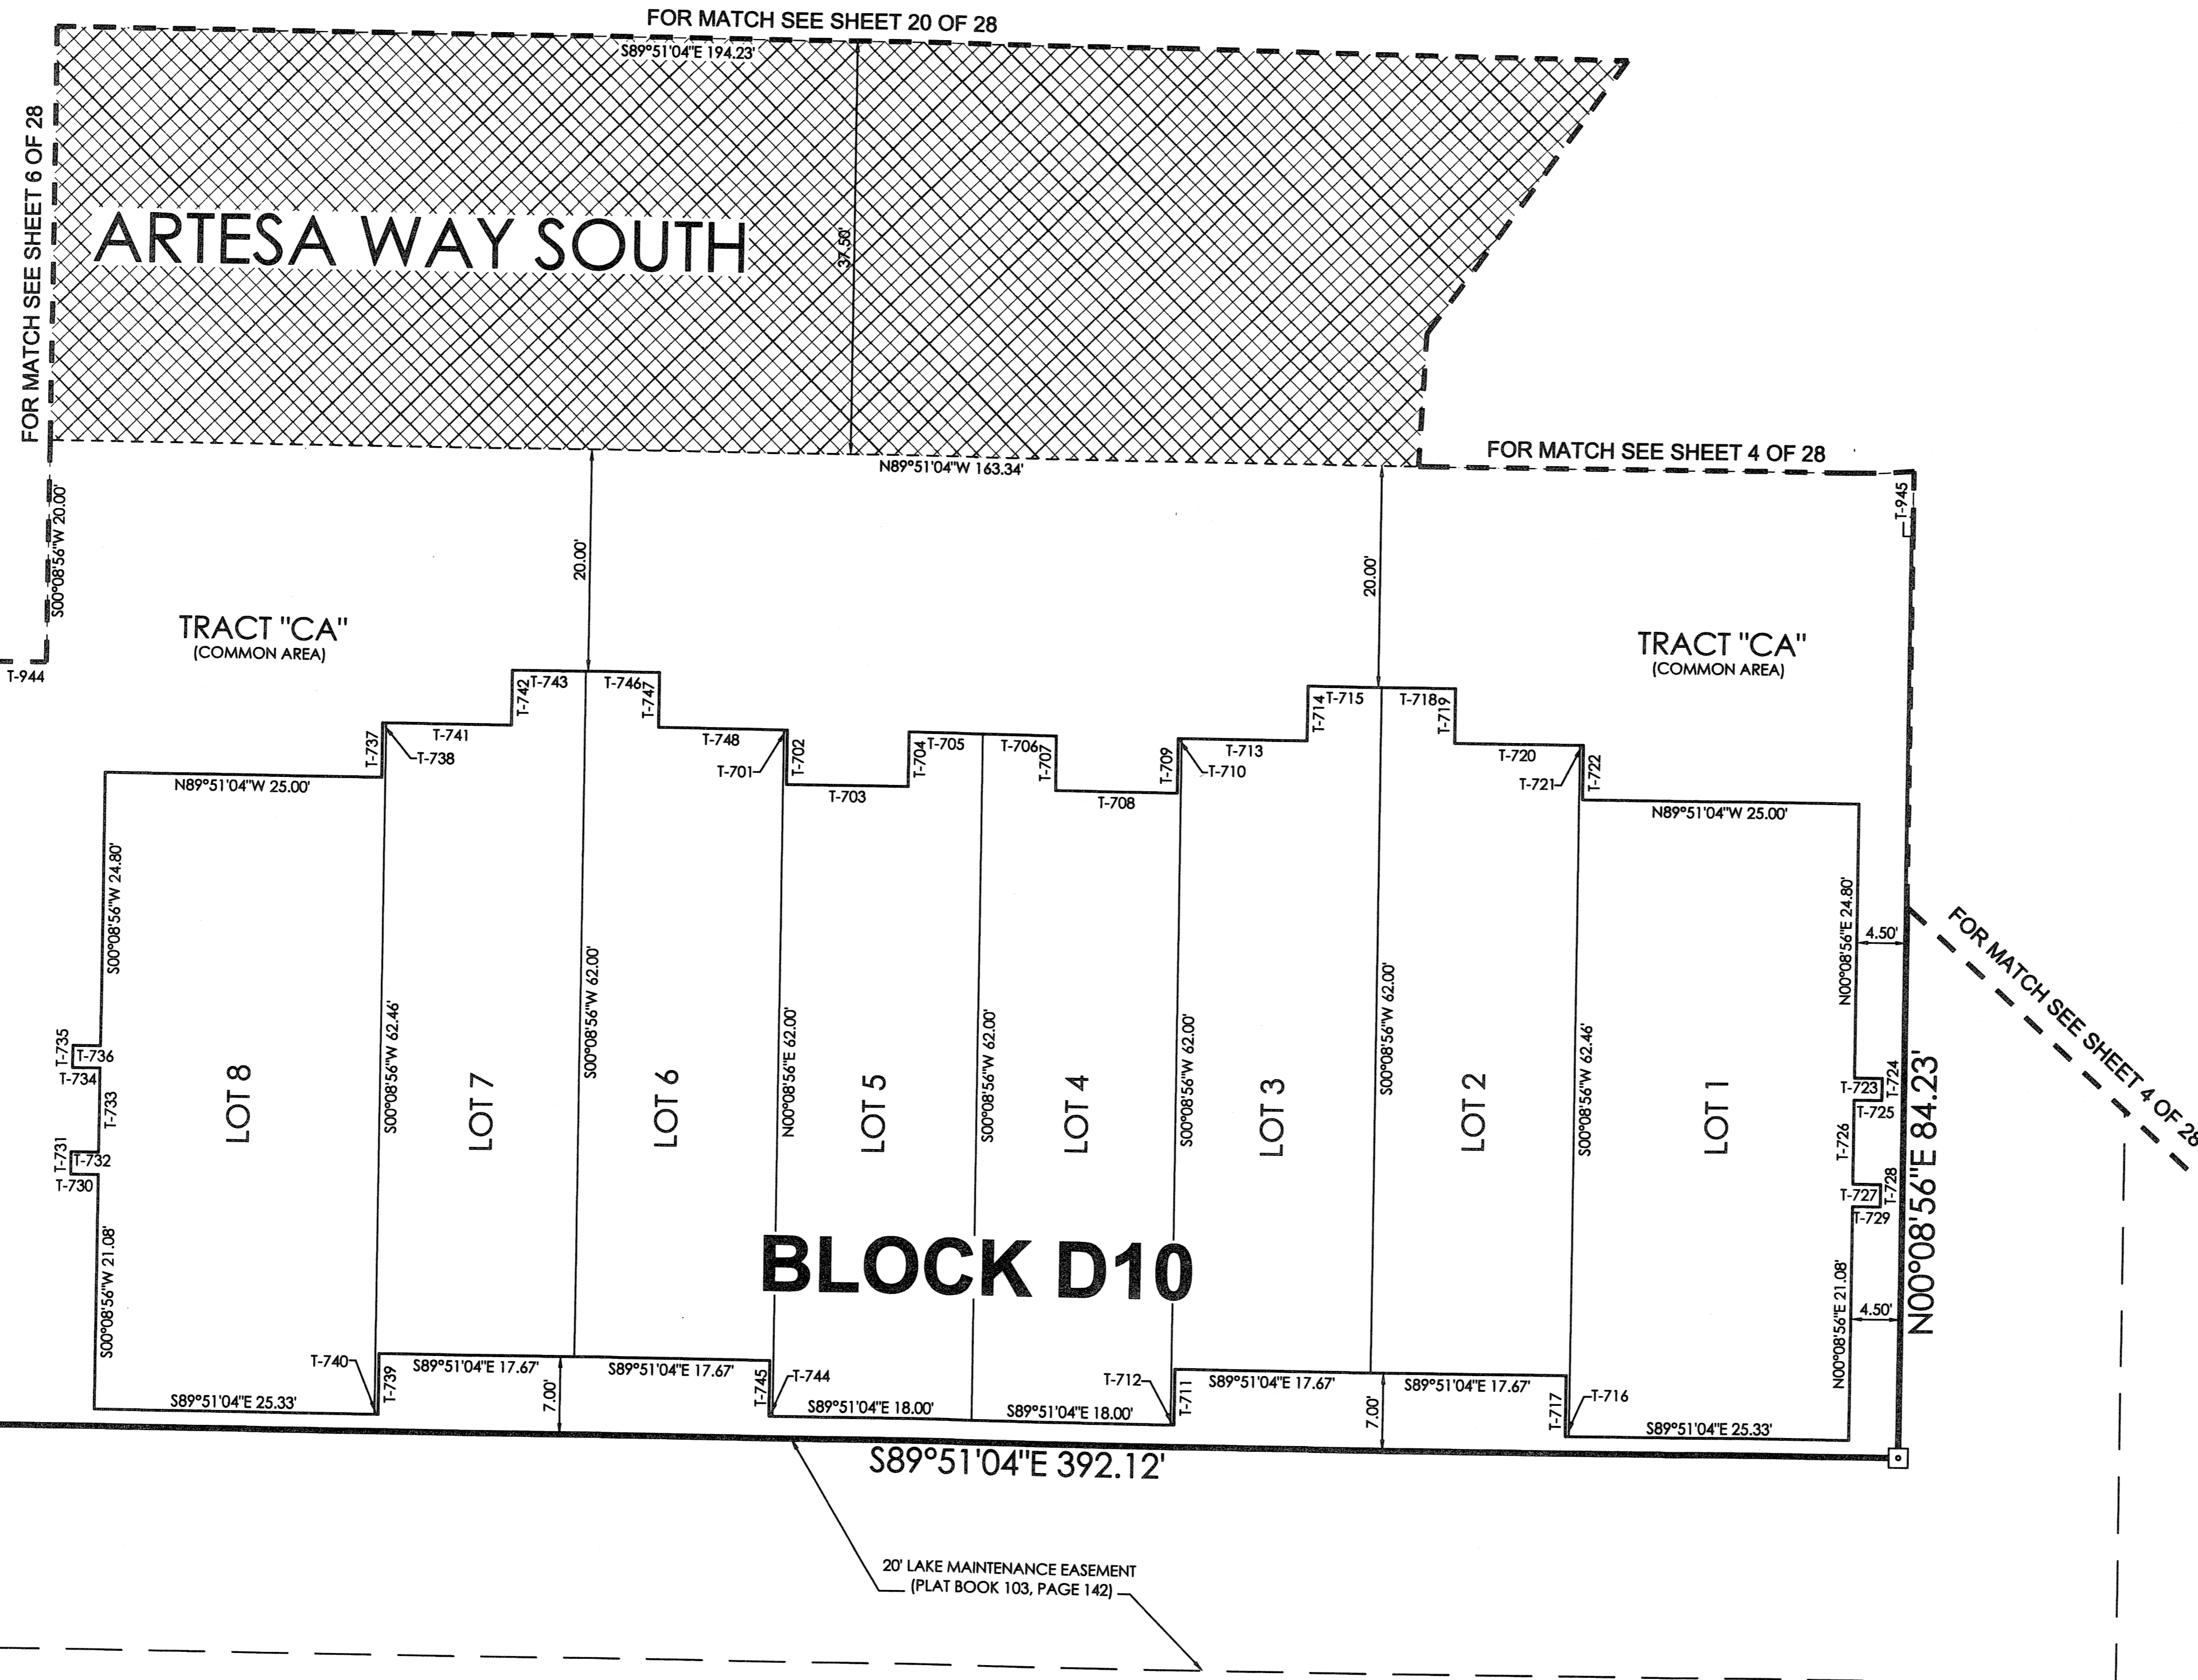 FOR MATCH SEE SHEET 20 OF 28
S89°51'04"E 194.23'
FOR MATCH SEE SHEET 6 OF 28
ARTESA WAY SOUTH
37.50'
FOR MATCH SEE SHEET 4 OF 28
N89°51'04"W 163.34'
S00°08'56"W 20.00'
T-945
20.00'
20.00'
TRACT "CA"
(COMMON AREA)
TRACT "CA"
(COMMON AREA)
T-944
T-742
T-743
T-746
T-747
T-714
T-715
T-718
T-719
T-737
T-741
T-738
T-748
T-701
T-702
T-704
T-705
T-706
T-707
T-709
T-713
T-710
T-720
T-721
T-722
N89°51'04"W 25.00'
T-703
T-708
N89°51'04"W 25.00'
S00°08'56"W 24.80'
N00°08'56"E 24.80'
4.50'
FOR MATCH SEE SHEET 4 OF 28
S00°08'56"W 62.46'
S00°08'56"W 62.00'
N00°08'56"E 62.00'
S00°08'56"W 62.00'
S00°08'56"W 62.00'
S00°08'56"W 62.00'
S00°08'56"W 62.46'
T-735
T-736
T-734
T-733
T-731
T-732
T-730
LOT 8
LOT 7
LOT 6
LOT 5
LOT 4
LOT 3
LOT 2
LOT 1
T-723
T-724
T-725
T-726
T-727
T-728
T-729
N00°08'56"E 84.23'
S00°08'56"W 21.08'
BLOCK D10
N00°08'56"E 21.08'
4.50'
T-740
T-739
S89°51'04"E 17.67'
S89°51'04"E 17.67'
T-745
T-744
T-712
T-711
S89°51'04"E 17.67'
S89°51'04"E 17.67'
T-717
T-716
S89°51'04"E 25.33'
7.00'
S89°51'04"E 18.00'
S89°51'04"E 18.00'
7.00'
S89°51'04"E 25.33'
S89°51'04"E 392.12'
20' LAKE MAINTENANCE EASEMENT
(PLAT BOOK 103, PAGE 142)